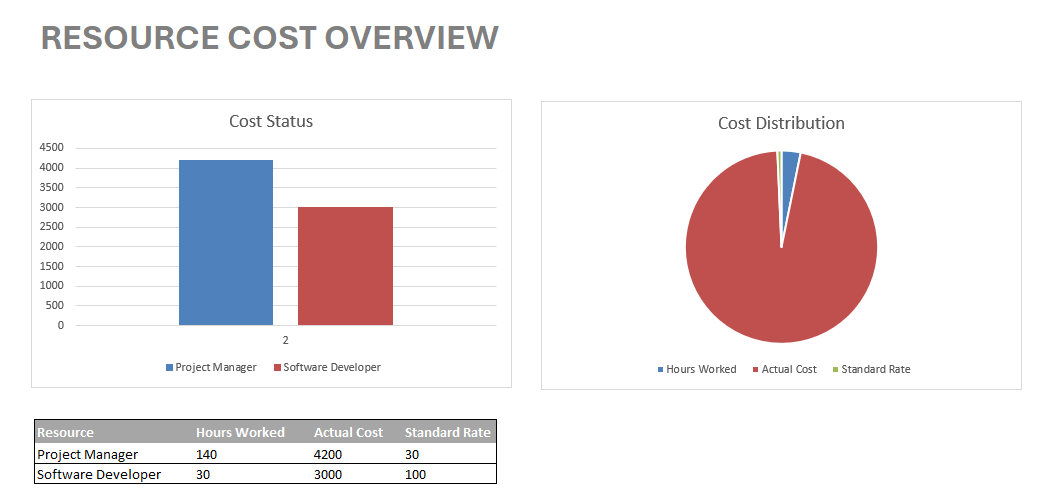 RESOURCE COST OVERVIEW
Cost Status
4500
4000
3500
3000
2500
2000
1500
1000
500
0
2
Project Manager Software Developer
Cost Distribution
Hours Worked Actual Cost Standard Rate
Resource Hours Worked Actual Cost Standard Rate
Project Manager 140 4200 30
Software Developer 30 3000 100